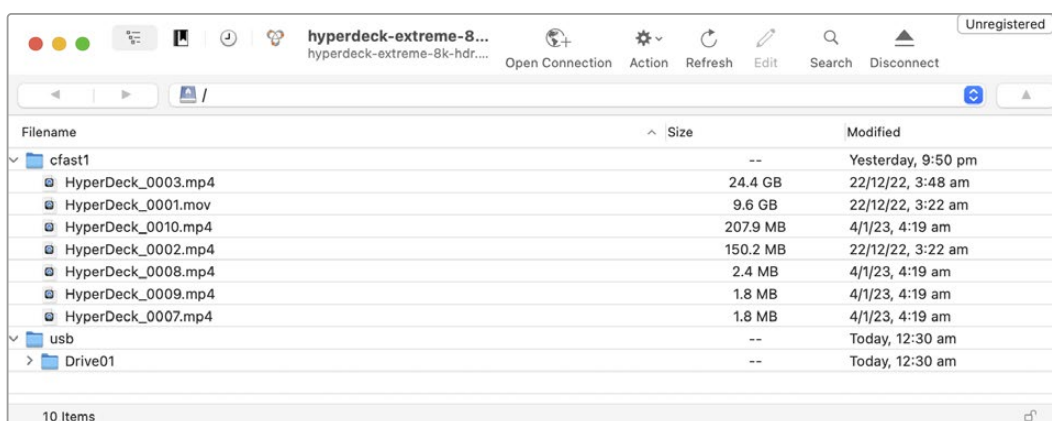 Unregistered
hyperdeck-extreme-8...
hyperdeck-extreme-8k-hdr....
Open Connection Action Refresh Edit Search Disconnect
/
Filename Size Modified
cfast1 -- Yesterday, 9:50 pm
HyperDeck_0003.mp4 24.4 GB 22/12/22, 3:48 am
HyperDeck_0001.mov 9.6 GB 22/12/22, 3:22 am
HyperDeck_0010.mp4 207.9 MB 4/1/23, 4:19 am
HyperDeck_0002.mp4 150.2 MB 22/12/22, 3:22 am
HyperDeck_0008.mp4 2.4 MB 4/1/23, 4:19 am
HyperDeck_0009.mp4 1.8 MB 4/1/23, 4:19 am
HyperDeck_0007.mp4 1.8 MB 4/1/23, 4:19 am
usb -- Today, 12:30 am
Drive01 -- Today, 12:30 am
10 Items